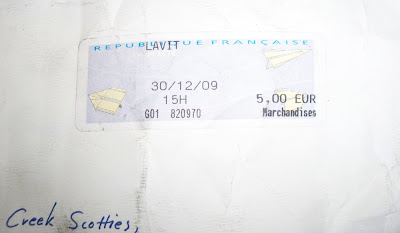 REPUBLIQUE FRANÇAISE
LAVIT
30/12/09
15H 5,00 EUR
G01 820970 Marchandises
Creek Scotties,